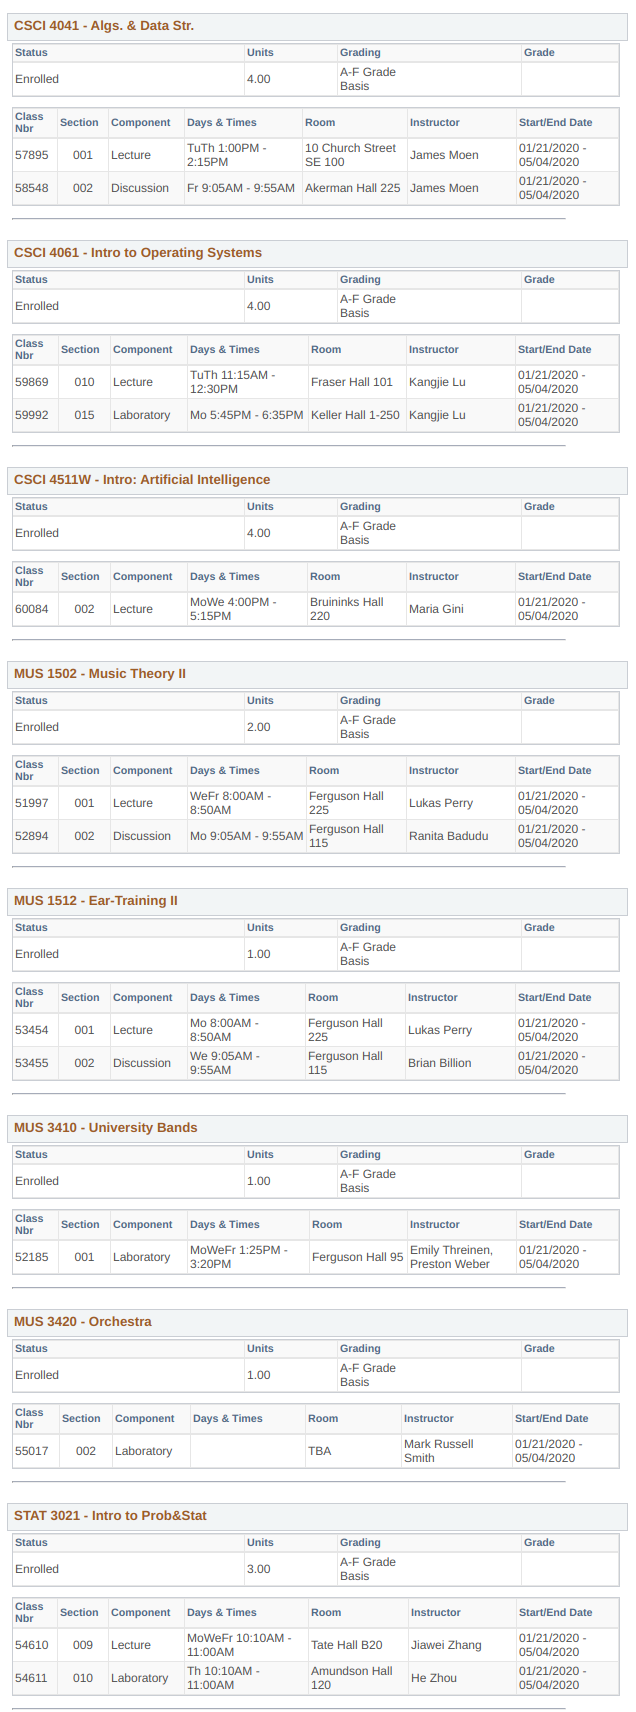 CSCI 4041 - Algs. & Data Str.
Status Units Grading Grade
Enrolled 4.00 A-F Grade
Basis
Class
Nbr Section Component Days & Times Room Instructor Start/End Date
57895 001 Lecture TuTh 1:00PM -
2:15PM 10 Church Street
SE 100 James Moen 01/21/2020 -
05/04/2020
58548 002 Discussion Fr 9:05AM - 9:55AM Akerman Hall 225 James Moen 01/21/2020 -
05/04/2020
CSCI 4061 - Intro to Operating Systems
Status Units Grading Grade
Enrolled 4.00 A-F Grade
Basis
Class
Nbr Section Component Days & Times Room Instructor Start/End Date
59869 010 Lecture TuTh 11:15AM -
12:30PM Fraser Hall 101 Kangjie Lu 01/21/2020 -
05/04/2020
59992 015 Laboratory Mo 5:45PM - 6:35PM Keller Hall 1-250 Kangjie Lu 01/21/2020 -
05/04/2020
CSCI 4511W - Intro: Artificial Intelligence
Status Units Grading Grade
Enrolled 4.00 A-F Grade
Basis
Class
Nbr Section Component Days & Times Room Instructor Start/End Date
60084 002 Lecture MoWe 4:00PM -
5:15PM Bruininks Hall
220 Maria Gini 01/21/2020 -
05/04/2020
MUS 1502 - Music Theory II
Status Units Grading Grade
Enrolled 2.00 A-F Grade
Basis
Class
Nbr Section Component Days & Times Room Instructor Start/End Date
51997 001 Lecture WeFr 8:00AM -
8:50AM Ferguson Hall
225 Lukas Perry 01/21/2020 -
05/04/2020
52894 002 Discussion Mo 9:05AM - 9:55AM Ferguson Hall
115 Ranita Badudu 01/21/2020 -
05/04/2020
MUS 1512 - Ear-Training II
Status Units Grading Grade
Enrolled 1.00 A-F Grade
Basis
Class
Nbr Section Component Days & Times Room Instructor Start/End Date
53454 001 Lecture Mo 8:00AM -
8:50AM Ferguson Hall
225 Lukas Perry 01/21/2020 -
05/04/2020
53455 002 Discussion We 9:05AM -
9:55AM Ferguson Hall
115 Brian Billion 01/21/2020 -
05/04/2020
MUS 3410 - University Bands
Status Units Grading Grade
Enrolled 1.00 A-F Grade
Basis
Class
Nbr Section Component Days & Times Room Instructor Start/End Date
52185 001 Laboratory MoWeFr 1:25PM -
3:20PM Ferguson Hall 95 Emily Threinen,
Preston Weber 01/21/2020 -
05/04/2020
MUS 3420 - Orchestra
Status Units Grading Grade
Enrolled 1.00 A-F Grade
Basis
Class
Nbr Section Component Days & Times Room Instructor Start/End Date
55017 002 Laboratory TBA Mark Russell
Smith 01/21/2020 -
05/04/2020
STAT 3021 - Intro to Prob&Stat
Status Units Grading Grade
Enrolled 3.00 A-F Grade
Basis
Class
Nbr Section Component Days & Times Room Instructor Start/End Date
54610 009 Lecture MoWeFr 10:10AM -
11:00AM Tate Hall B20 Jiawei Zhang 01/21/2020 -
05/04/2020
54611 010 Laboratory Th 10:10AM -
11:00AM Amundson Hall
120 He Zhou 01/21/2020 -
05/04/2020